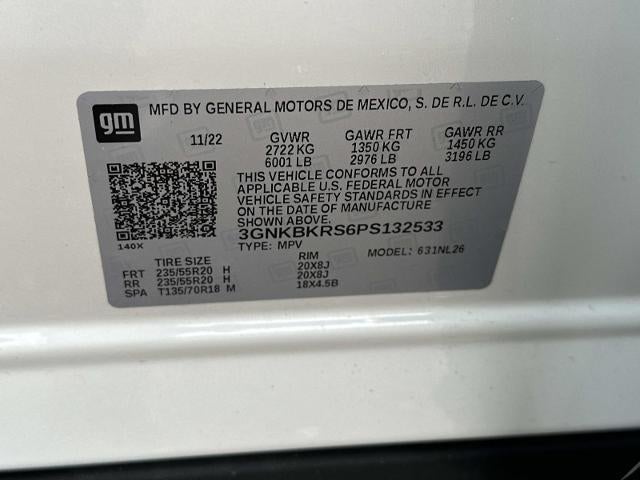 gm MFD BY GENERAL MOTORS DE MEXICO, S. DE R.L. DE C.V.
11/22 GVWR GAWR FRT GAWR RR
2722 KG 1350 KG 1450 KG
6001 LB 2976 LB 3196 LB
THIS VEHICLE CONFORMS TO ALL
APPLICABLE U.S. FEDERAL MOTOR
VEHICLE SAFETY STANDARDS IN EFFECT
ON THE DATE OF MANUFACTURE
SHOWN ABOVE.
3GNKBKRS6PS132533
140X TYPE: MPV MODEL: 631NL26
TIRE SIZE RIM
FRT 235/55R20 H 20X8J
RR 235/55R20 H 20X8J
SPA T135/70R18 M 18X4.5B